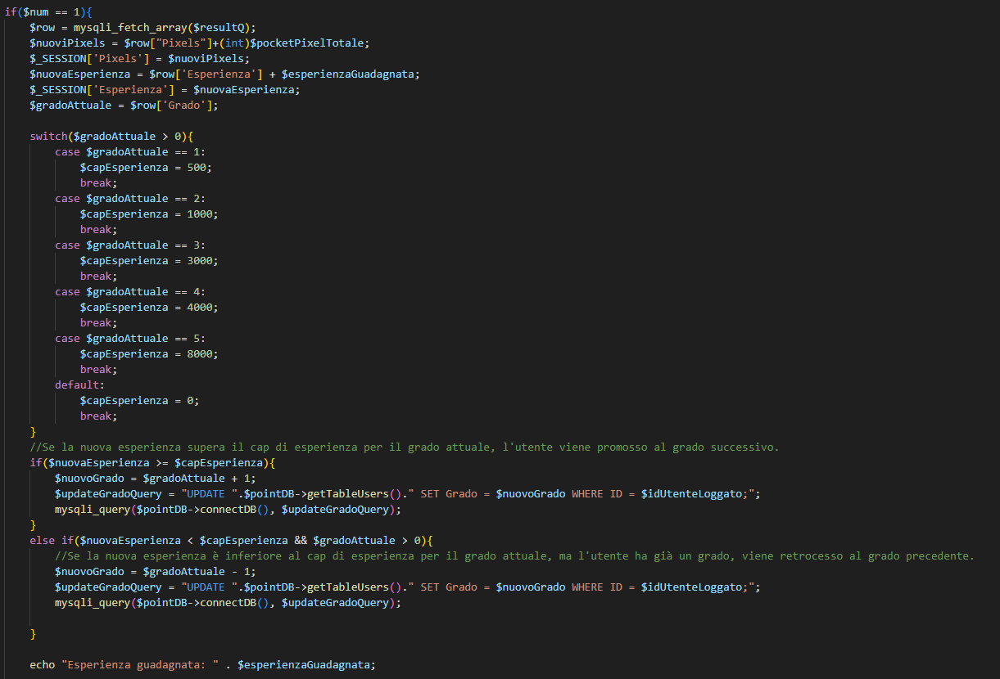 if($num == 1){
$row = mysqli_fetch_array($resultQ);
$nuoviPixels = $row["Pixels"]+(int)$pocketPixelTotale;
$_SESSION['Pixels'] = $nuoviPixels;
$nuovaEsperienza = $row['Esperienza'] + $esperienzaGuadagnata;
$_SESSION['Esperienza'] = $nuovaEsperienza;
$gradoAttuale = $row['Grado'];
switch($gradoAttuale > 0){
case $gradoAttuale == 1:
$capEsperienza = 500;
break;
case $gradoAttuale == 2:
$capEsperienza = 1000;
break;
case $gradoAttuale == 3:
$capEsperienza = 3000;
break;
case $gradoAttuale == 4:
$capEsperienza = 4000;
break;
case $gradoAttuale == 5:
$capEsperienza = 8000;
break;
default:
$capEsperienza = 0;
break;
}
//Se la nuova esperienza supera il cap di esperienza per il grado attuale, l'utente viene promosso al grado successivo.
if($nuovaEsperienza >= $capEsperienza){
$nuovoGrado = $gradoAttuale + 1;
$updateGradoQuery = "UPDATE ".$pointDB->getTableUsers()." SET Grado = $nuovoGrado WHERE ID = $idUtenteLoggato;";
mysqli_query($pointDB->connectDB(), $updateGradoQuery);
}
else if($nuovaEsperienza < $capEsperienza && $gradoAttuale > 0){
//Se la nuova esperienza è inferiore al cap di esperienza per il grado attuale, ma l'utente ha già un grado, viene retrocesso al grado precedente.
$nuovoGrado = $gradoAttuale - 1;
$updateGradoQuery = "UPDATE ".$pointDB->getTableUsers()." SET Grado = $nuovoGrado WHERE ID = $idUtenteLoggato;";
mysqli_query($pointDB->connectDB(), $updateGradoQuery);
}
echo "Esperienza guadagnata: " . $esperienzaGuadagnata;